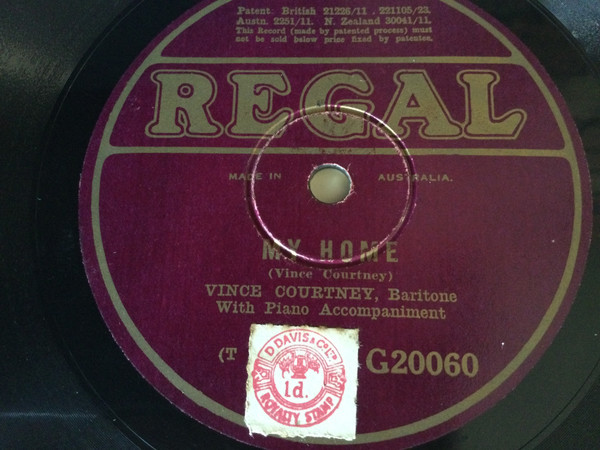 Patent British 21226/11 . 221105/23.
Austn. 2251/11. N. Zealand 30041/11.
This Record (made by patented process) must
not be sold below price fixed by patentee.
REGAL
MADE IN AUSTRALIA.
MY HOME
(Vince Courtney)
VINCE COURTNEY, Baritone
With Piano Accompaniment
(T G20060
D. DAVIS & Co LTD
1d.
ROYALTY STAMP